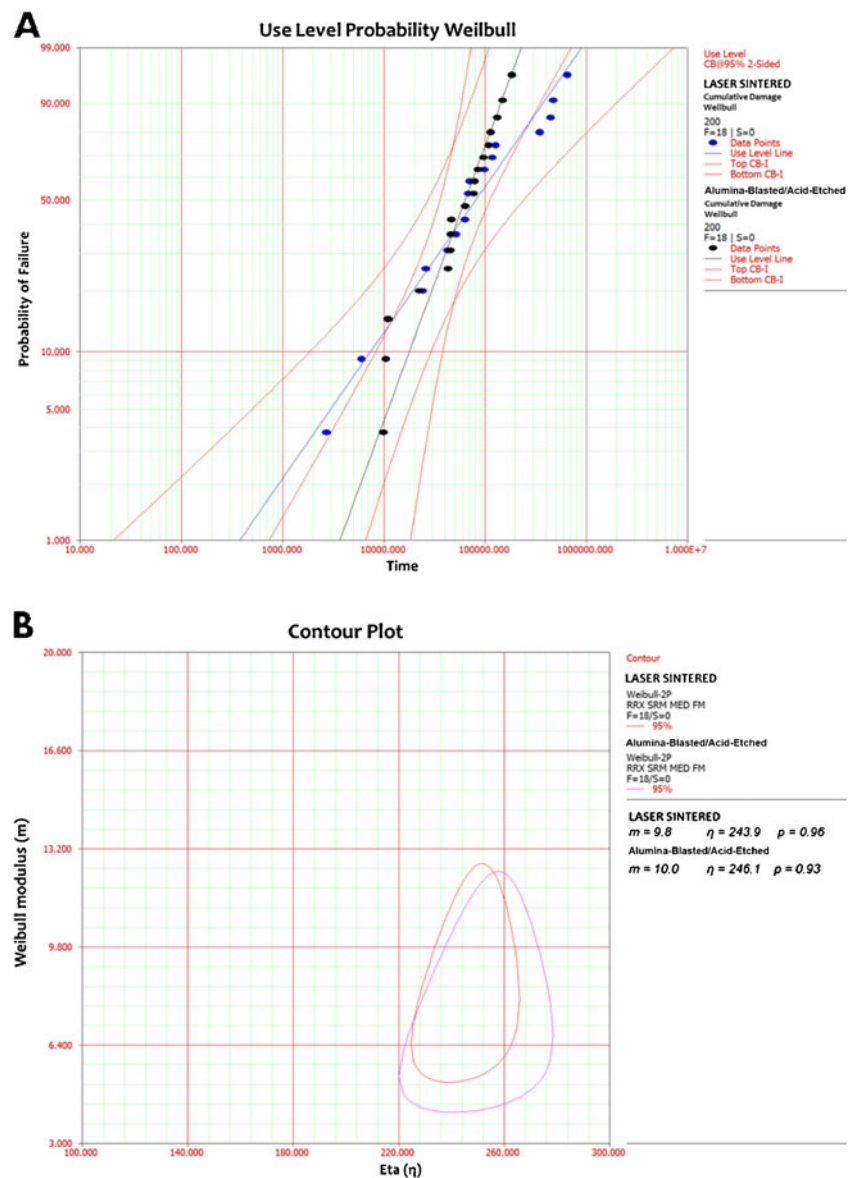 A
Use Level Probability Weilbull
99.000
90.000
50.000
10.000
5.000
1.000
Probability of Failure
10.000 100.000 1000.000 10000.000 100000.000 1000000.000 1.000E+7
Time
Use Level
CB@95% 2-Sided
LASER SINTERED
Cumulative Damage
Weibull
200
F=18 | S=0
Data Points
Use Level Line
Top CB-I
Bottom CB-I
Alumina-Blasted/Acid-Etched
Cumulative Damage
Weibull
200
F=18 | S=0
Data Points
Use Level Line
Top CB-I
Bottom CB-I
B
Contour Plot
20.000
16.600
13.200
9.800
6.400
3.000
Weibull modulus (m)
100.000 140.000 180.000 220.000 260.000 300.000
Eta (η)
Contour
LASER SINTERED
Weibull-2P
RRX SRM MED FM
F=18/S=0
95%
Alumina-Blasted/Acid-Etched
Weibull-2P
RRX SRM MED FM
F=18/S=0
95%
LASER SINTERED
m = 9.8 η = 243.9 p = 0.96
Alumina-Blasted/Acid-Etched
m = 10.0 η = 246.1 p = 0.93